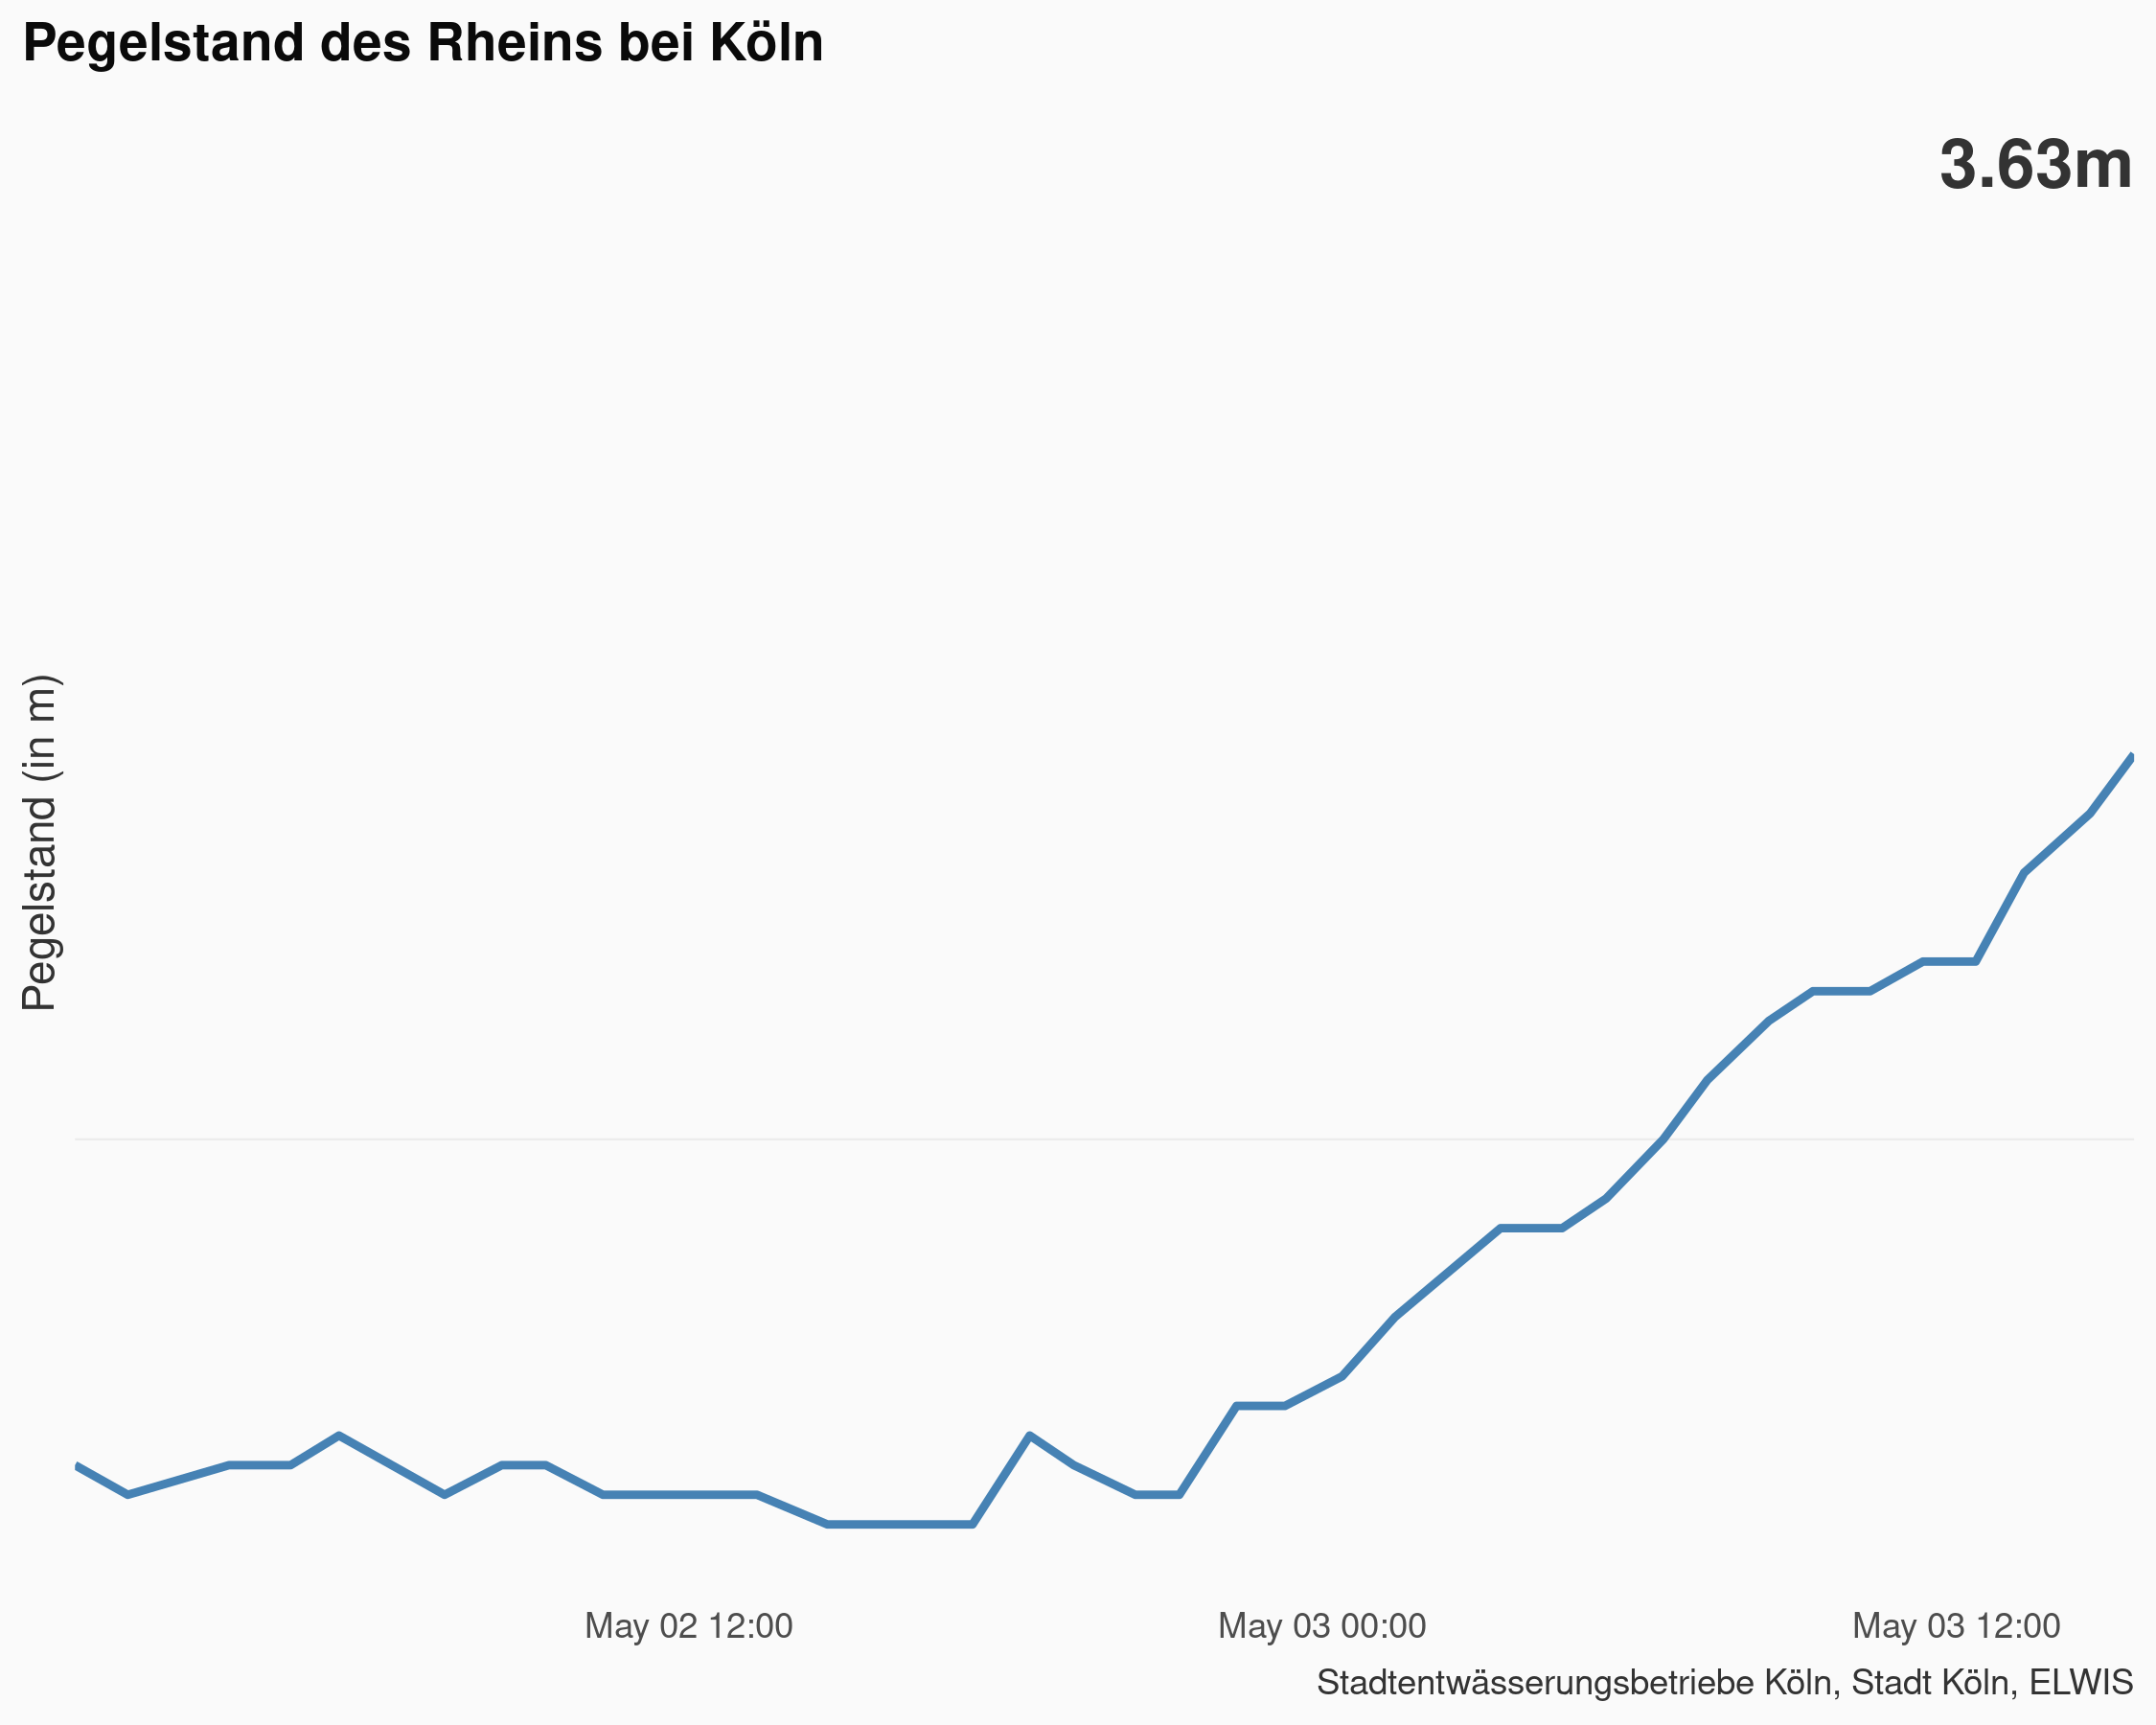 Pegelstand des Rheins bei Köln
3.63m
Pegelstand (in m)
May 02 12:00
May 03 00:00
May 03 12:00
Stadtentwässerungsbetriebe Köln, Stadt Köln, ELWIS